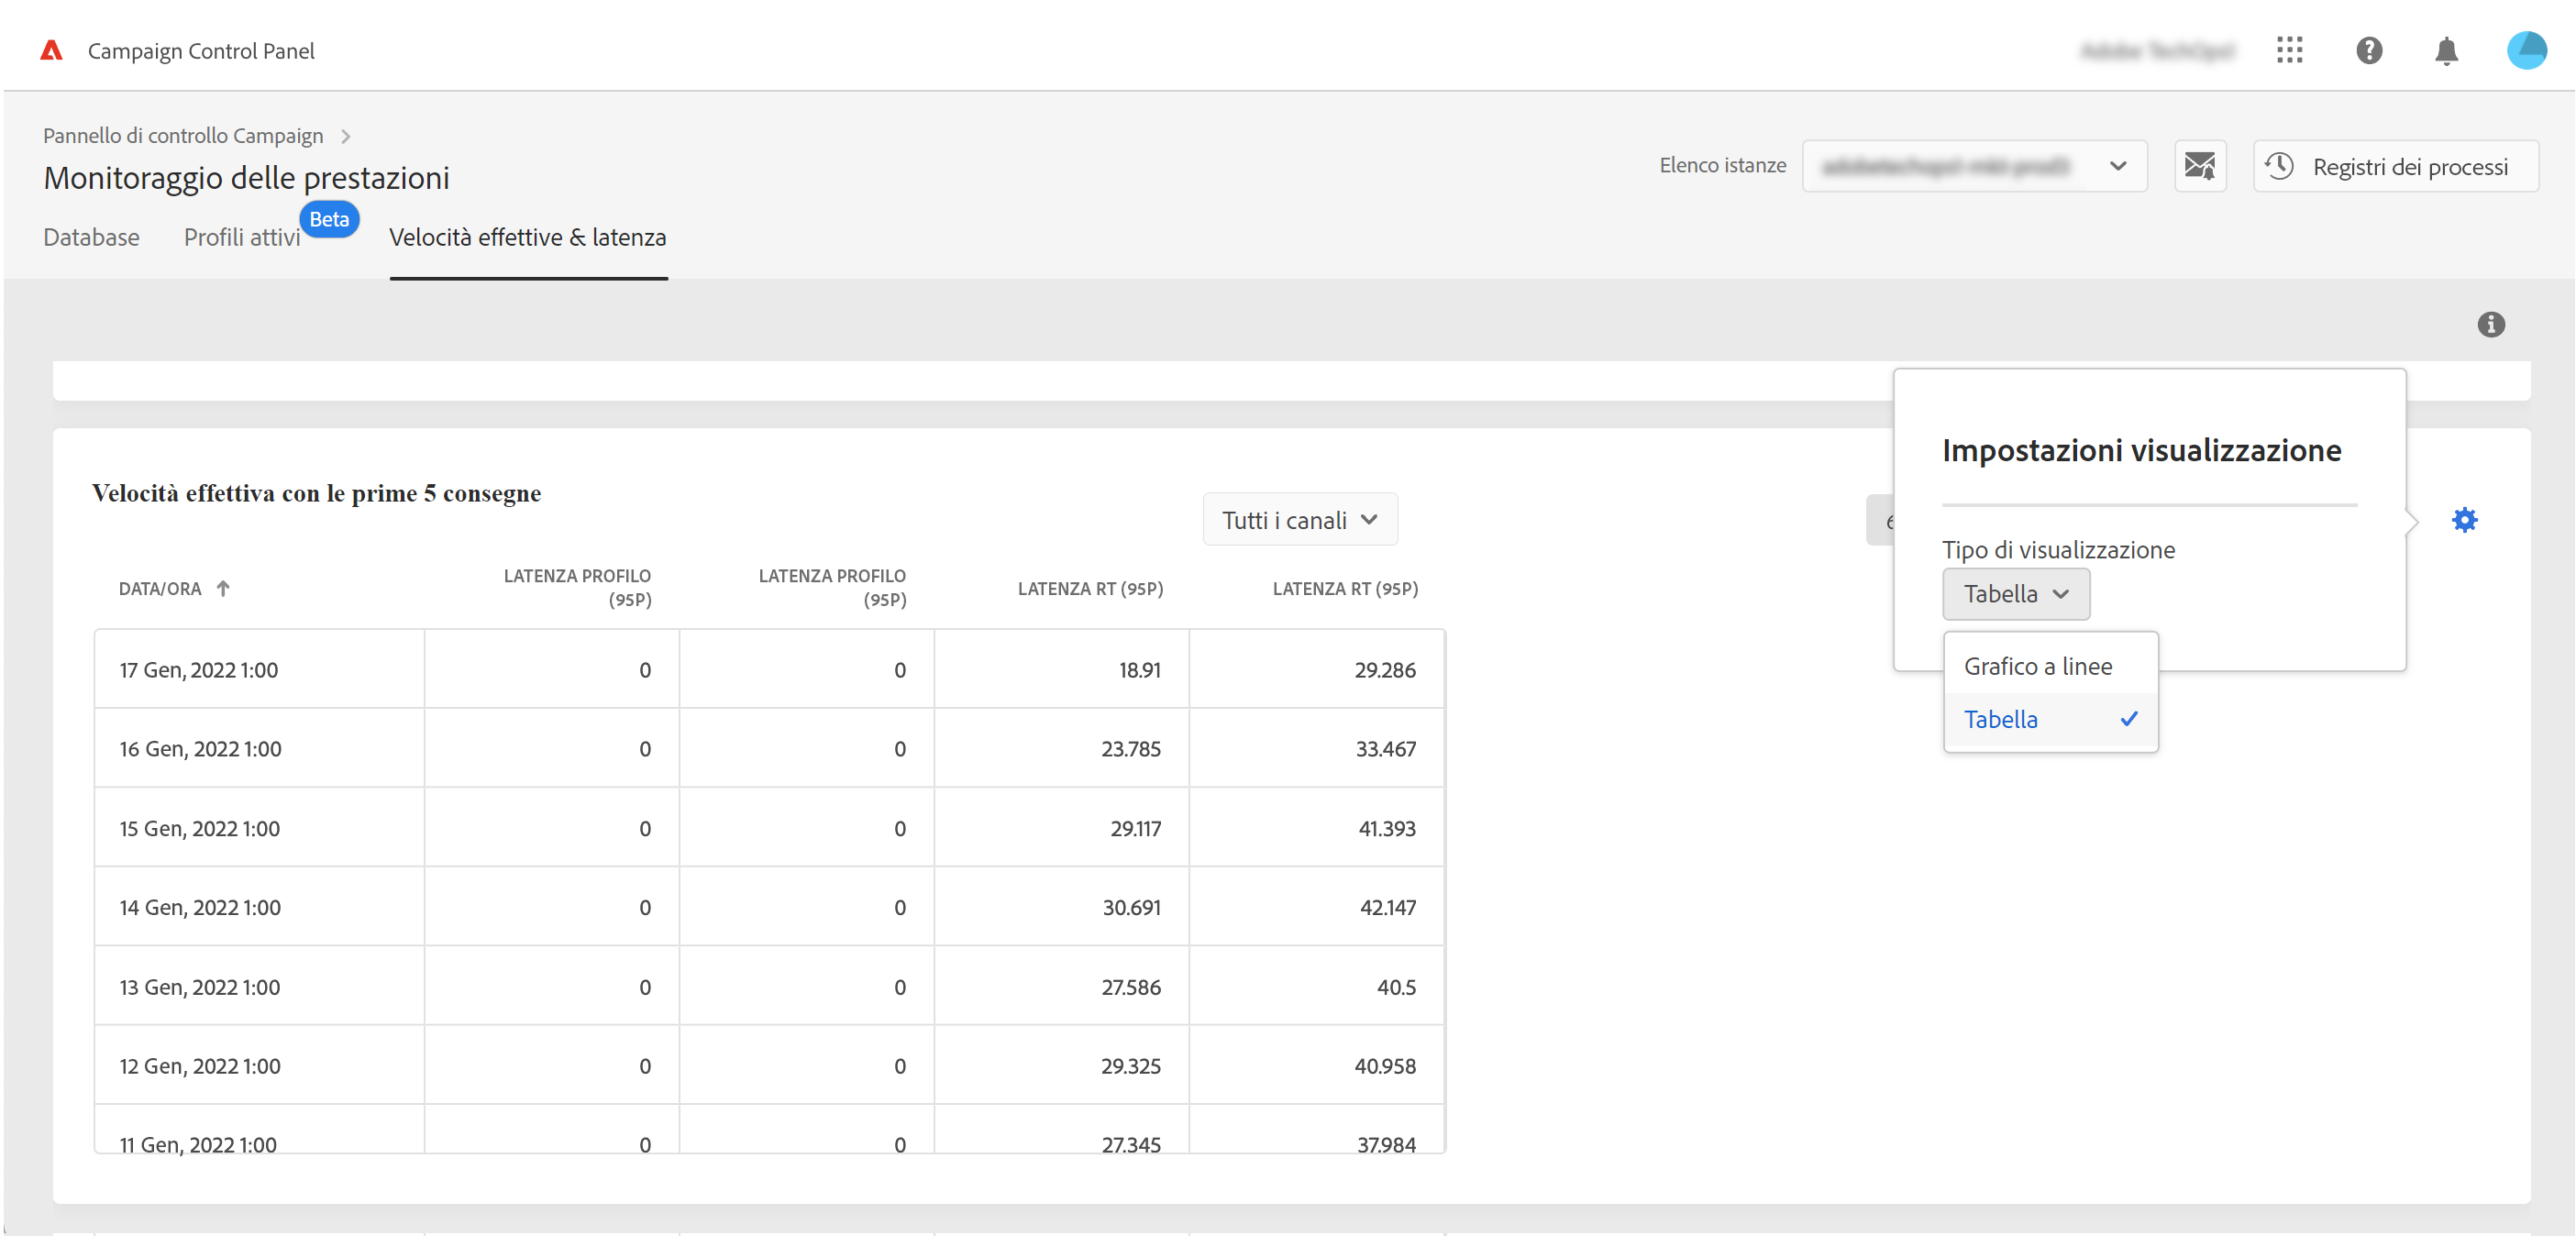 Campaign Control Panel
Pannello di controllo Campaign
Monitoraggio delle prestazioni
Elenco istanze
Registri dei processi
Database
Profili attivi
Beta
Velocità effettive & latenza
Velocità effettiva con le prime 5 consegne
Tutti i canali
Impostazioni visualizzazione
Tipo di visualizzazione
Tabella
Grafico a linee
Tabella
DATA/ORA LATENZA PROFILO (95P) LATENZA PROFILO (95P) LATENZA RT (95P) LATENZA RT (95P)
17 Gen, 2022 1:00 0 0 18.91 29.286
16 Gen, 2022 1:00 0 0 23.785 33.467
15 Gen, 2022 1:00 0 0 29.117 41.393
14 Gen, 2022 1:00 0 0 30.691 42.147
13 Gen, 2022 1:00 0 0 27.586 40.5
12 Gen, 2022 1:00 0 0 29.325 40.958
11 Gen, 2022 1:00 0 0 27.345 37.984